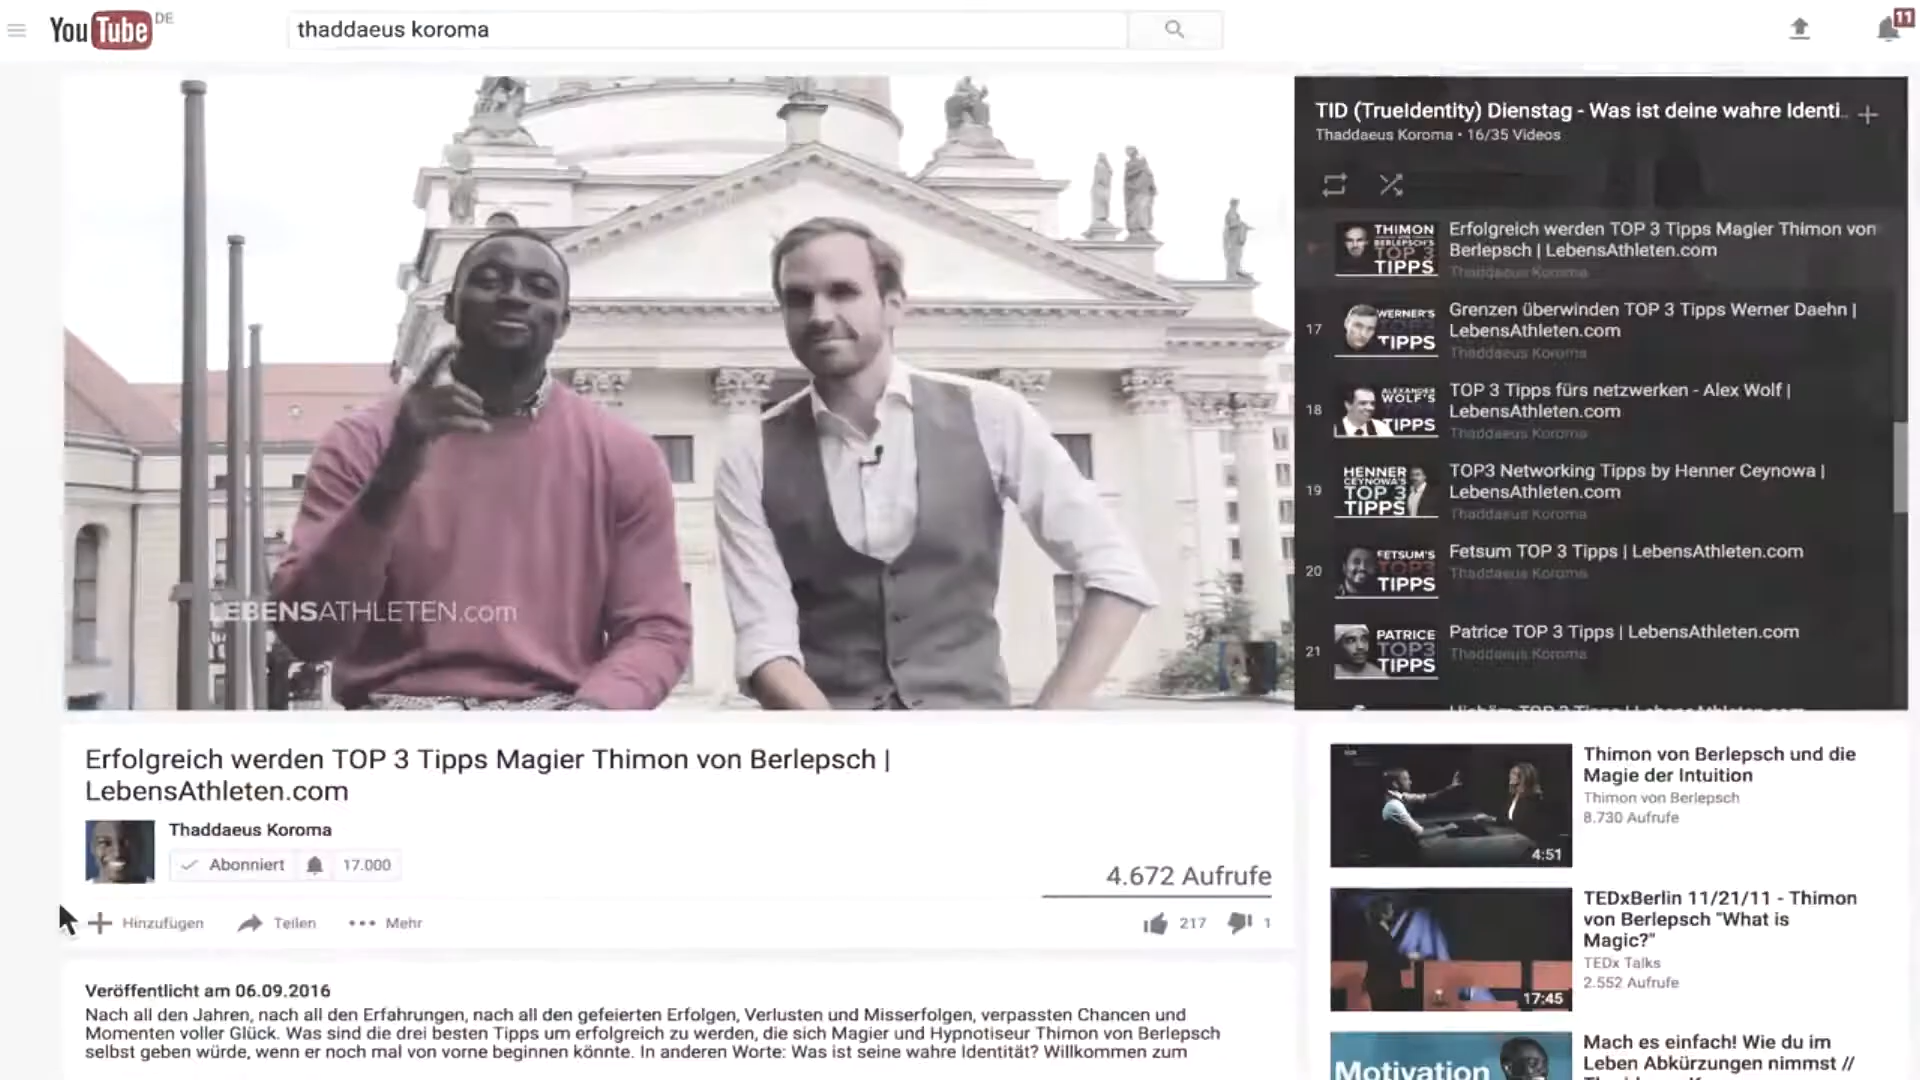 YouTube DE
thaddaeus koroma
11
LEBENSATHLETEN.com
TID (TrueIdentity) Dienstag - Was ist deine wahre Identi...
Thaddaeus Koroma • 16/35 Videos
THIMON
VON
BERLEPSCH'S
TOP 3
TIPPS
Erfolgreich werden TOP 3 Tipps Magier Thimon von
Berlepsch | LebensAthleten.com
Thaddaeus Koroma
17
WERNER'S
TOP3
TIPPS
Grenzen überwinden TOP 3 Tipps Werner Daehn |
LebensAthleten.com
Thaddaeus Koroma
18
ALEXANDER
WOLF'S
TIPPS
TOP 3 Tipps fürs netzwerken - Alex Wolf |
LebensAthleten.com
Thaddaeus Koroma
19
HENNER
CEYNOWA'S
TOP 3
TIPPS
TOP3 Networking Tipps by Henner Ceynowa |
LebensAthleten.com
Thaddaeus Koroma
20
FETSUM'S
TOP3
TIPPS
Fetsum TOP 3 Tipps | LebensAthleten.com
Thaddaeus Koroma
21
PATRICE
TOP3
TIPPS
Patrice TOP 3 Tipps | LebensAthleten.com
Thaddaeus Koroma
Erfolgreich werden TOP 3 Tipps Magier Thimon von Berlepsch |
LebensAthleten.com
Thaddaeus Koroma
Abonniert 17.000
4.672 Aufrufe
Hinzufügen Teilen Mehr
217 1
Veröffentlicht am 06.09.2016
Nach all den Jahren, nach all den Erfahrungen, nach all den gefeierten Erfolgen, Verlusten und Misserfolgen, verpassten Chancen und
Momenten voller Glück. Was sind die drei besten Tipps um erfolgreich zu werden, die sich Magier und Hypnotiseur Thimon von Berlepsch
selbst geben würde, wenn er noch mal von vorne beginnen könnte. In anderen Worte: Was ist seine wahre Identität? Willkommen zum
4:51
Thimon von Berlepsch und die
Magie der Intuition
Thimon von Berlepsch
8.730 Aufrufe
17:45
TEDxBerlin 11/21/11 - Thimon
von Berlepsch "What is
Magic?"
TEDx Talks
2.552 Aufrufe
Motivation
Mach es einfach! Wie du im
Leben Abkürzungen nimmst //